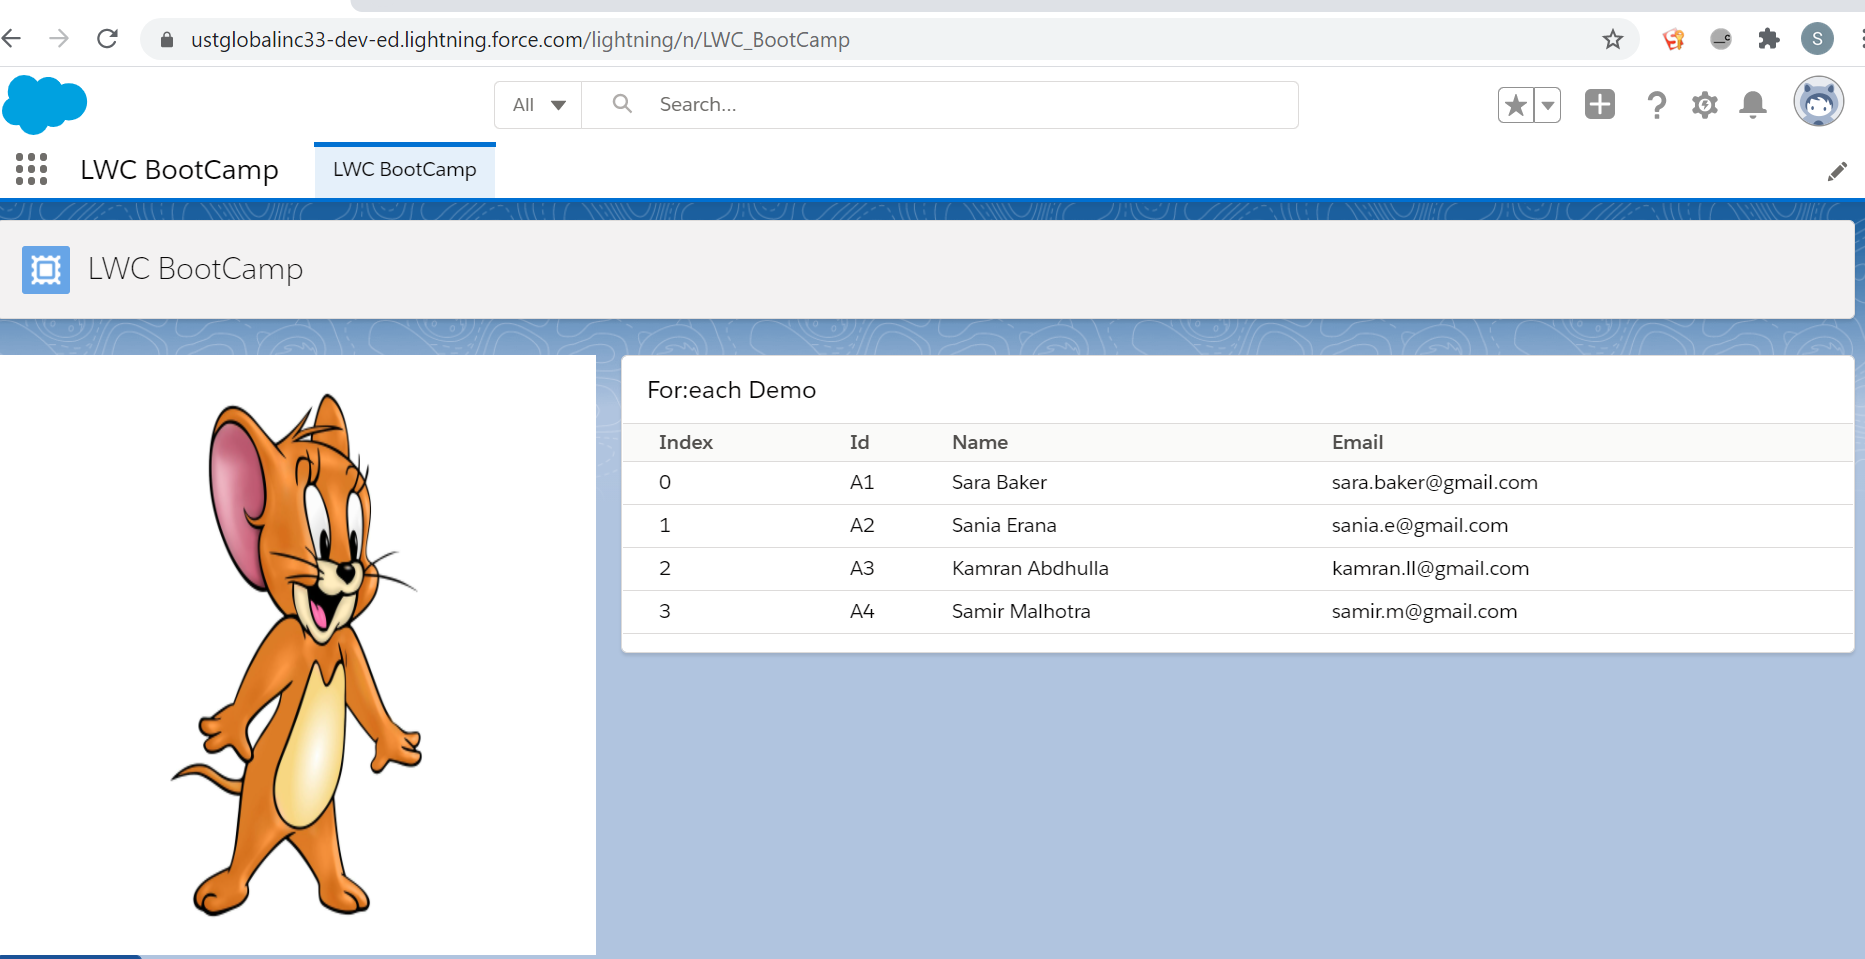 ustglobalinc33-dev-ed.lightning.force.com/lightning/n/LWC_BootCamp
S
All Search...
LWC BootCamp LWC BootCamp
LWC BootCamp
For:each Demo
Index Id Name Email
0 A1 Sara Baker sara.baker@gmail.com
1 A2 Sania Erana sania.e@gmail.com
2 A3 Kamran Abdhulla kamran.ll@gmail.com
3 A4 Samir Malhotra samir.m@gmail.com